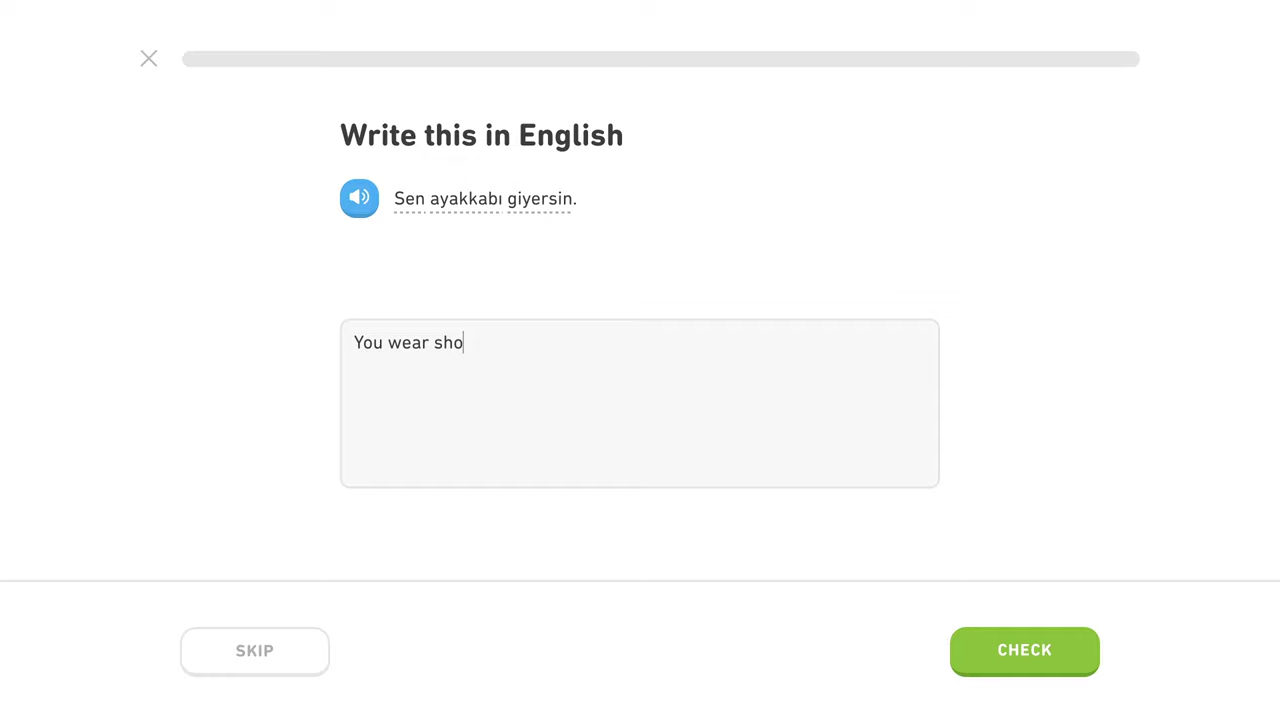 Write this in English
Sen ayakkabı giyersin.
You wear sho
SKIP
CHECK